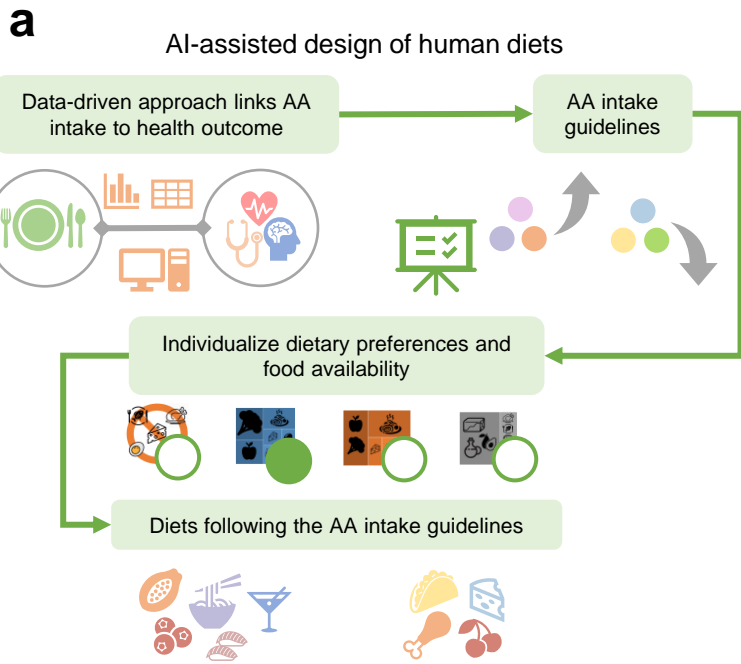 a
AI-assisted design of human diets
Data-driven approach links AA
intake to health outcome
AA intake
guidelines
Individualize dietary preferences and
food availability
Diets following the AA intake guidelines